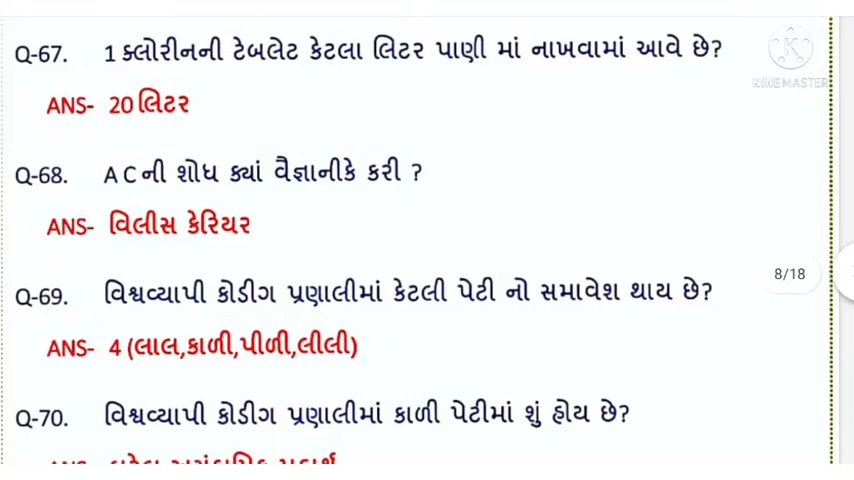 Q-67. 1 ક્લોરીનની ટેબલેટ કેટલા લિટર પાણી માં નાખવામાં આવે છે?
KINEMASTER
ANS- 20 લિટર
Q-68. A C ની શોધ ક્યાં વૈજ્ઞાનીકે કરી ?
ANS- વિલીસ કેરિયર
8/18
Q-69. વિશ્વવ્યાપી કોડીગ પ્રણાલીમાં કેટલી પેટી નો સમાવેશ થાય છે?
ANS- 4 (લાલ,કાળી,પીળી,લીલી)
Q-70. વિશ્વવ્યાપી કોડીગ પ્રણાલીમાં કાળી પેટીમાં શું હોય છે?